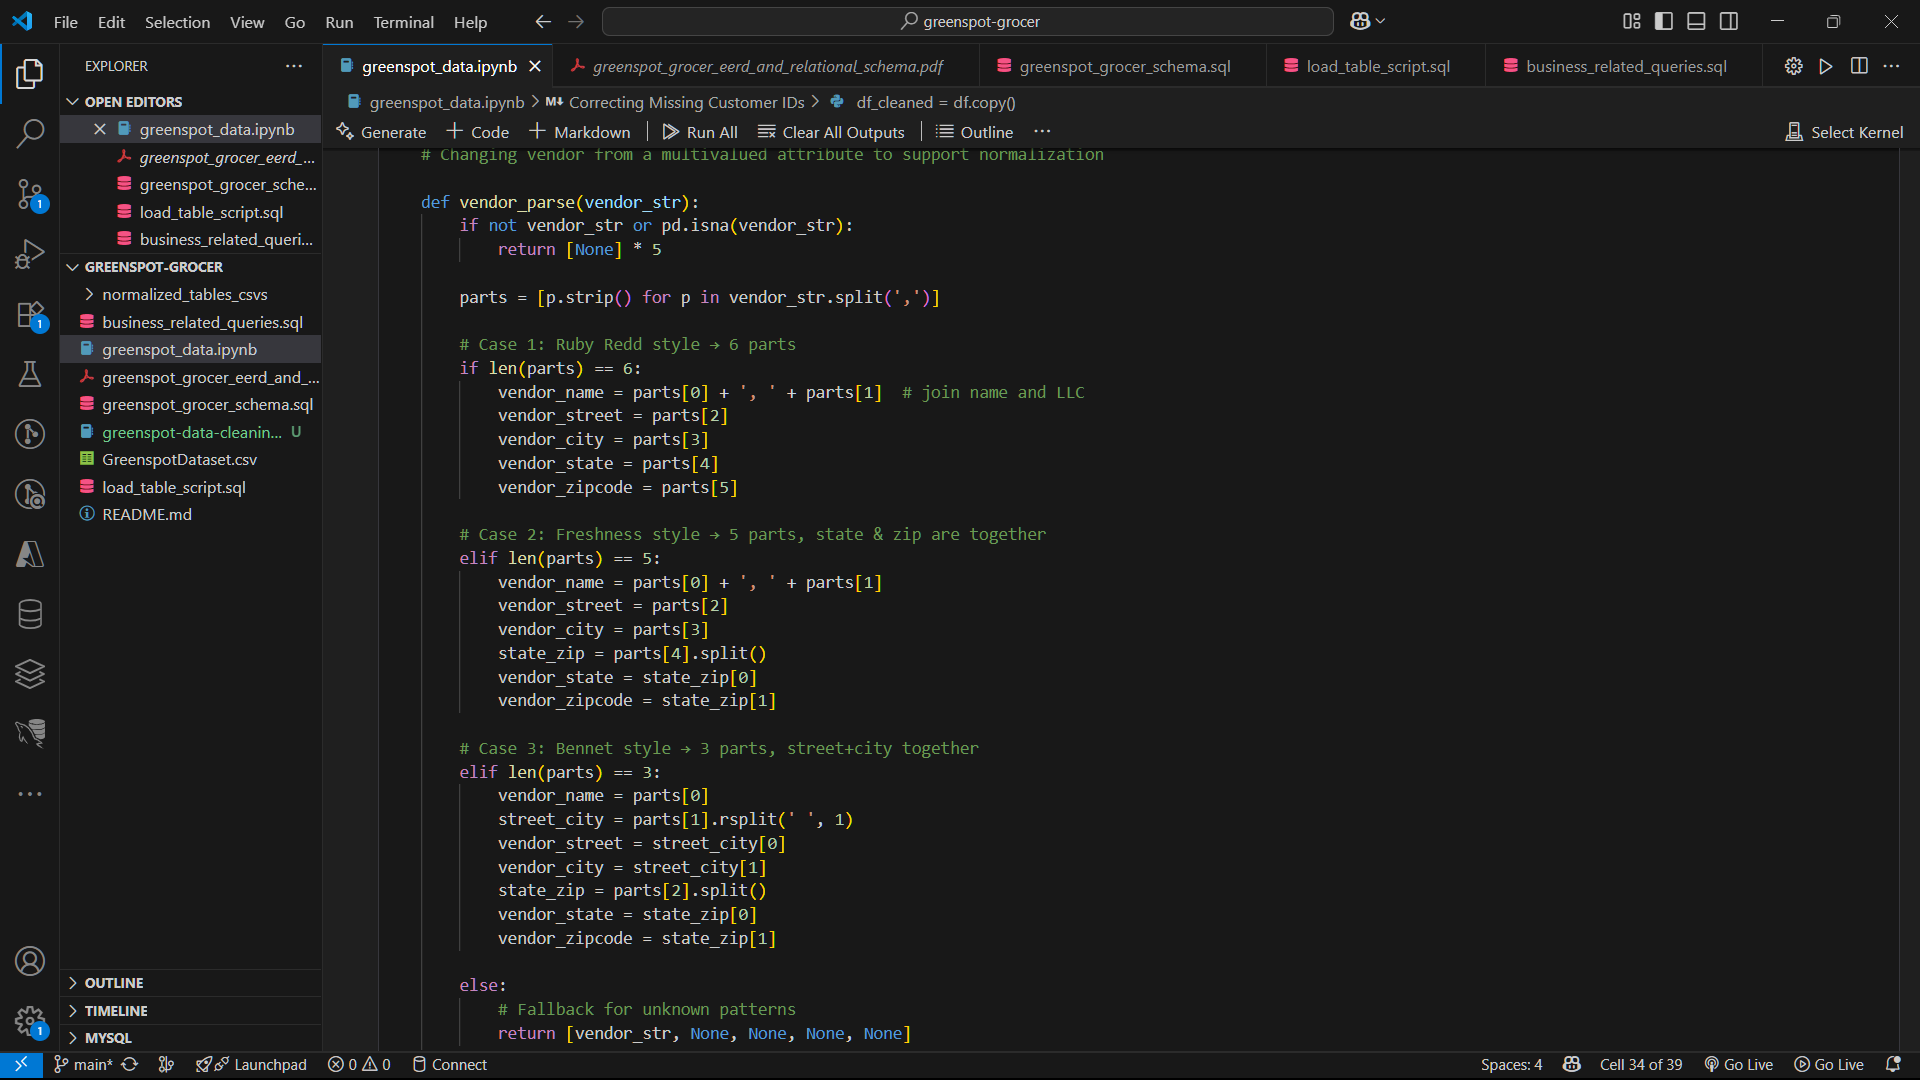 File Edit Selection View Go Run Terminal Help
greenspot-grocer
EXPLORER
OPEN EDITORS
greenspot_data.ipynb
greenspot_grocer_eerd_...
greenspot_grocer_sche...
load_table_script.sql
business_related_queri...
GREENSPOT-GROCER
normalized_tables_csvs
business_related_queries.sql
greenspot_data.ipynb
greenspot_grocer_eerd_and_...
greenspot_grocer_schema.sql
greenspot-data-cleanin... U
GreenspotDataset.csv
load_table_script.sql
README.md
OUTLINE
TIMELINE
MYSQL
1
1
1
greenspot_data.ipynb greenspot_grocer_eerd_and_relational_schema.pdf greenspot_grocer_schema.sql load_table_script.sql business_related_queries.sql
greenspot_data.ipynb > M↓ Correcting Missing Customer IDs > df_cleaned = df.copy()
Generate + Code + Markdown Run All Clear All Outputs Outline ... Select Kernel
# Changing vendor from a multivalued attribute to support normalization
def vendor_parse(vendor_str):
if not vendor_str or pd.isna(vendor_str):
return [None] * 5
parts = [p.strip() for p in vendor_str.split(',')]
# Case 1: Ruby Redd style → 6 parts
if len(parts) == 6:
vendor_name = parts[0] + ', ' + parts[1]  # join name and LLC
vendor_street = parts[2]
vendor_city = parts[3]
vendor_state = parts[4]
vendor_zipcode = parts[5]
# Case 2: Freshness style → 5 parts, state & zip are together
elif len(parts) == 5:
vendor_name = parts[0] + ', ' + parts[1]
vendor_street = parts[2]
vendor_city = parts[3]
state_zip = parts[4].split()
vendor_state = state_zip[0]
vendor_zipcode = state_zip[1]
# Case 3: Bennet style → 3 parts, street+city together
elif len(parts) == 3:
vendor_name = parts[0]
street_city = parts[1].rsplit(' ', 1)
vendor_street = street_city[0]
vendor_city = street_city[1]
state_zip = parts[2].split()
vendor_state = state_zip[0]
vendor_zipcode = state_zip[1]
else:
# Fallback for unknown patterns
return [vendor_str, None, None, None, None]
main* Launchpad 0 0 Connect Spaces: 4 Cell 34 of 39 Go Live Go Live